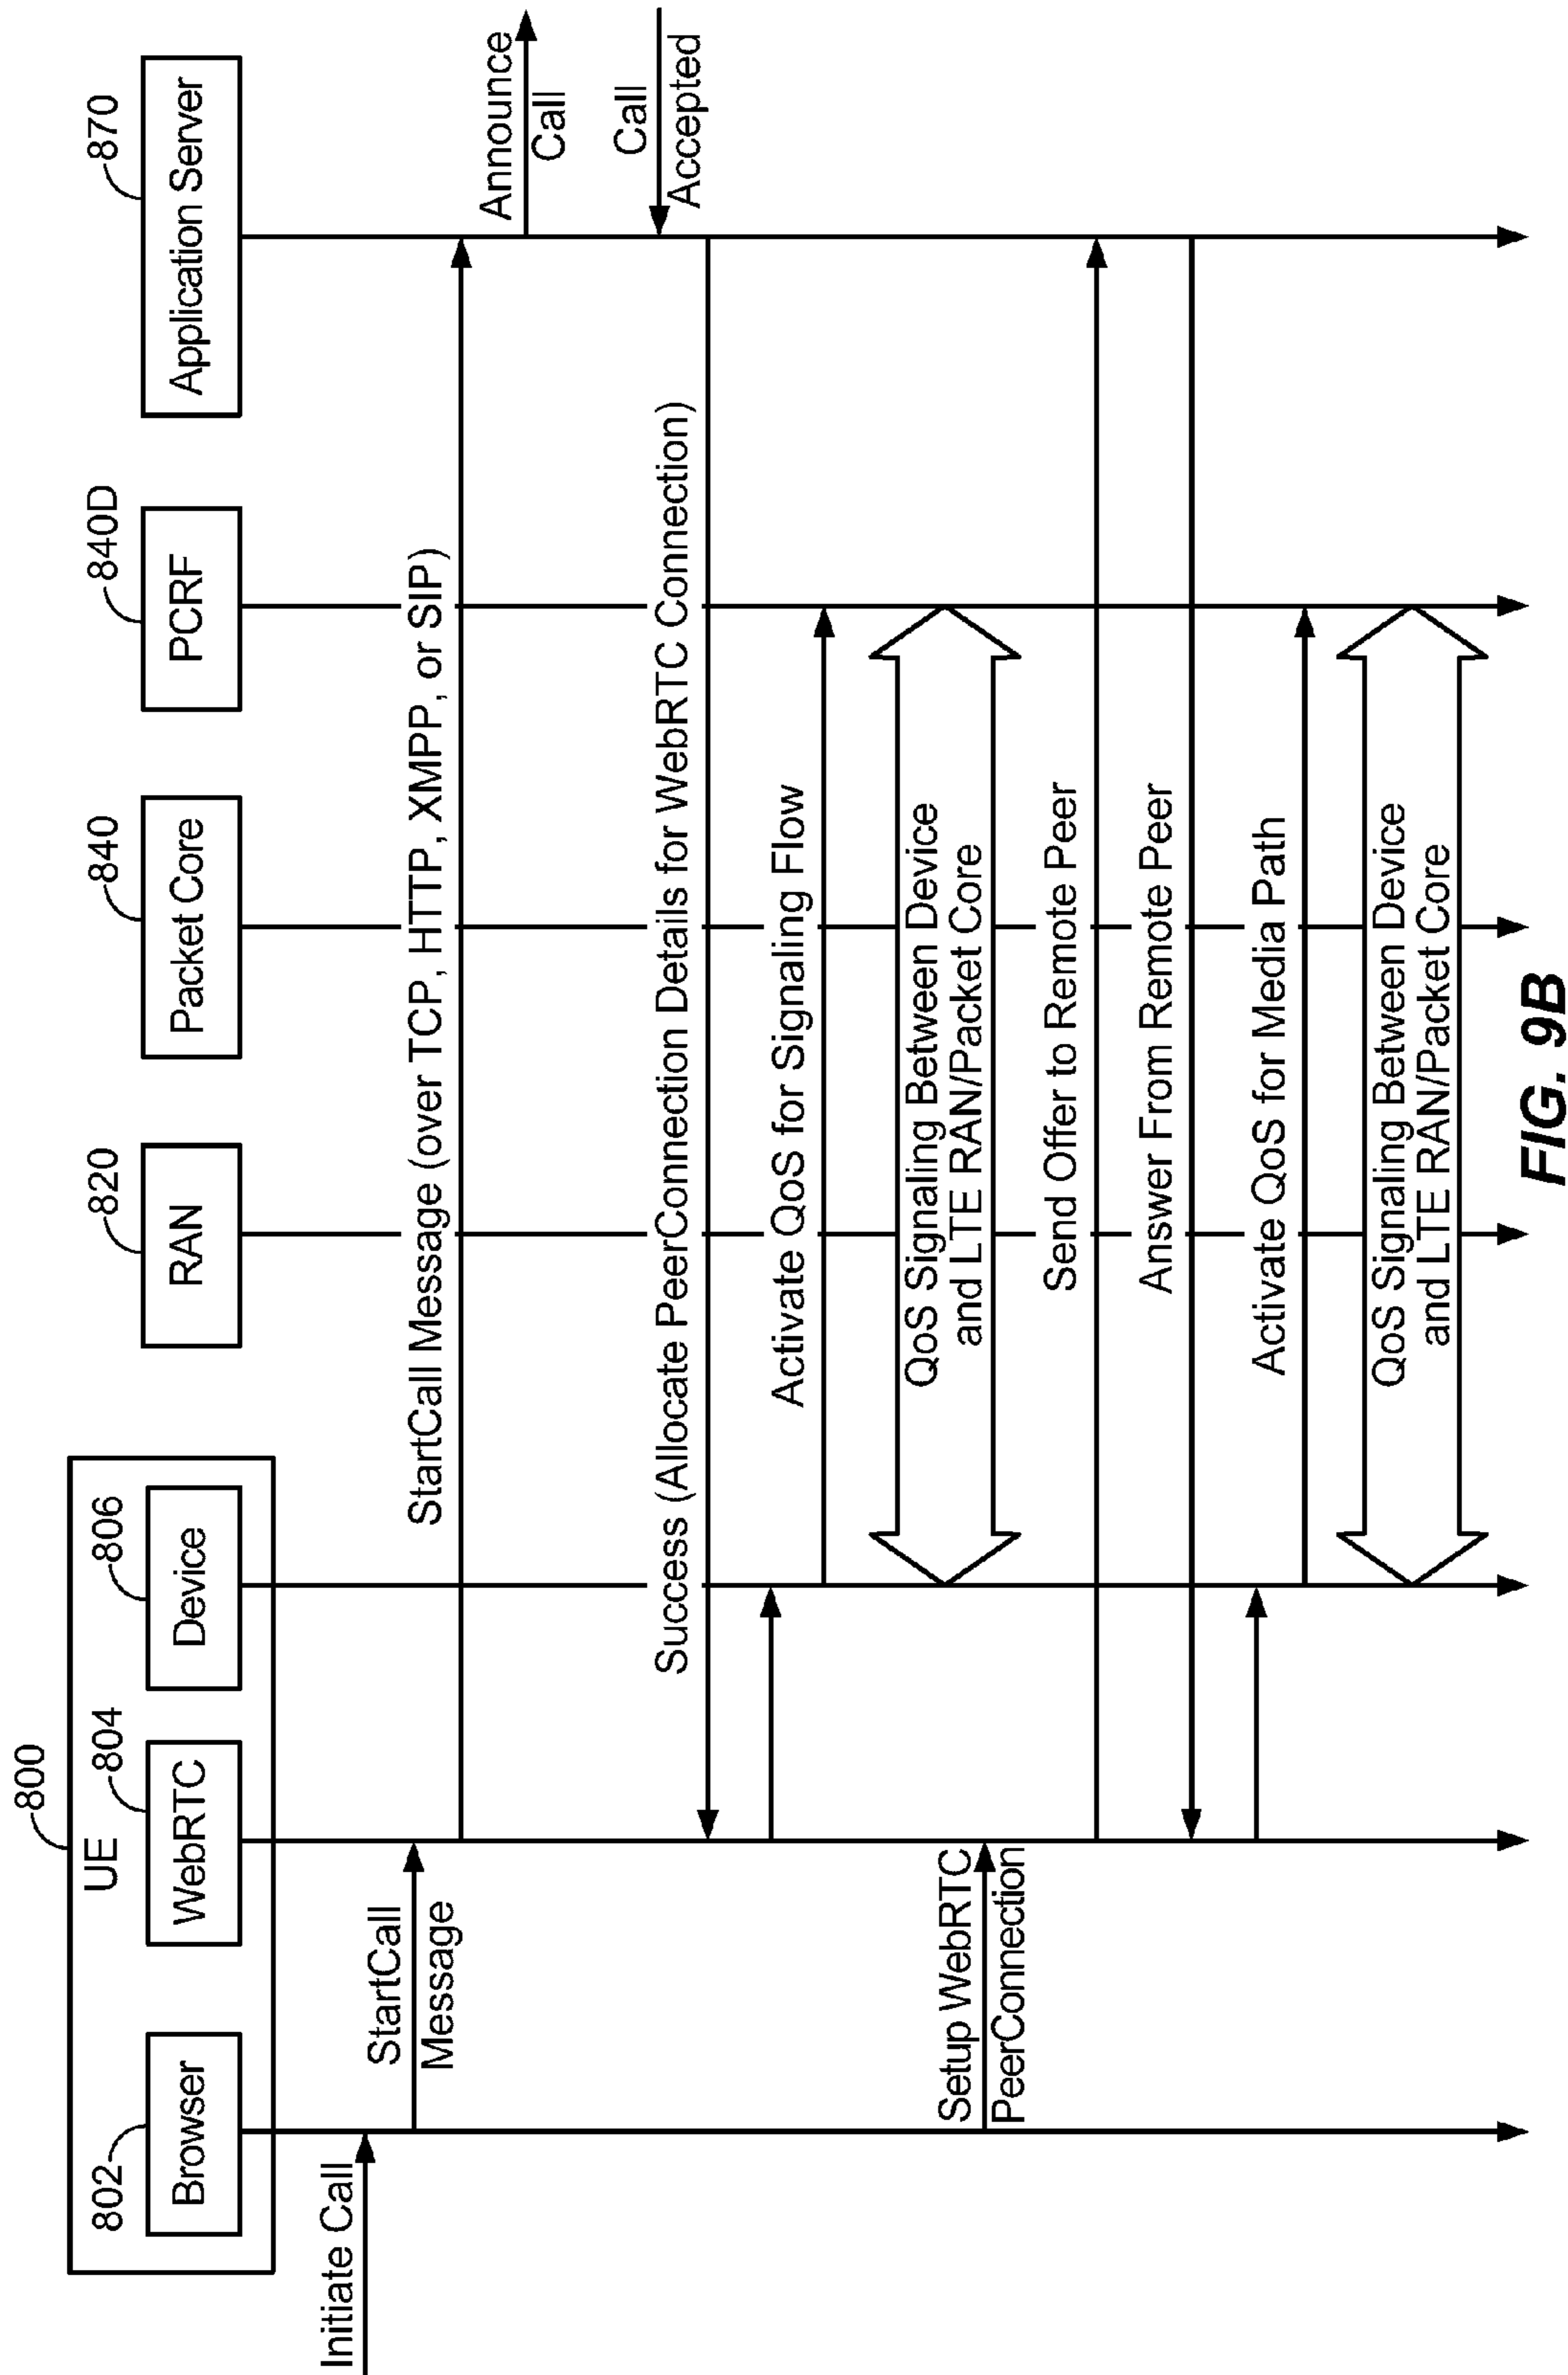 800
UE
802
Browser
804
WebRTC
806
Device
820
RAN
840
Packet Core
840D
PCRF
870
Application Server
Initiate Call
StartCall
Message
StartCall Message (over TCP, HTTP, XMPP, or SIP)
Announce
Call
Call
Accepted
Success (Allocate PeerConnection Details for WebRTC Connection)
Activate QoS for Signaling Flow
QoS Signaling Between Device
and LTE RAN/Packet Core
Setup WebRTC
PeerConnection
Send Offer to Remote Peer
Answer From Remote Peer
Activate QoS for Media Path
QoS Signaling Between Device
and LTE RAN/Packet Core
FIG. 9B